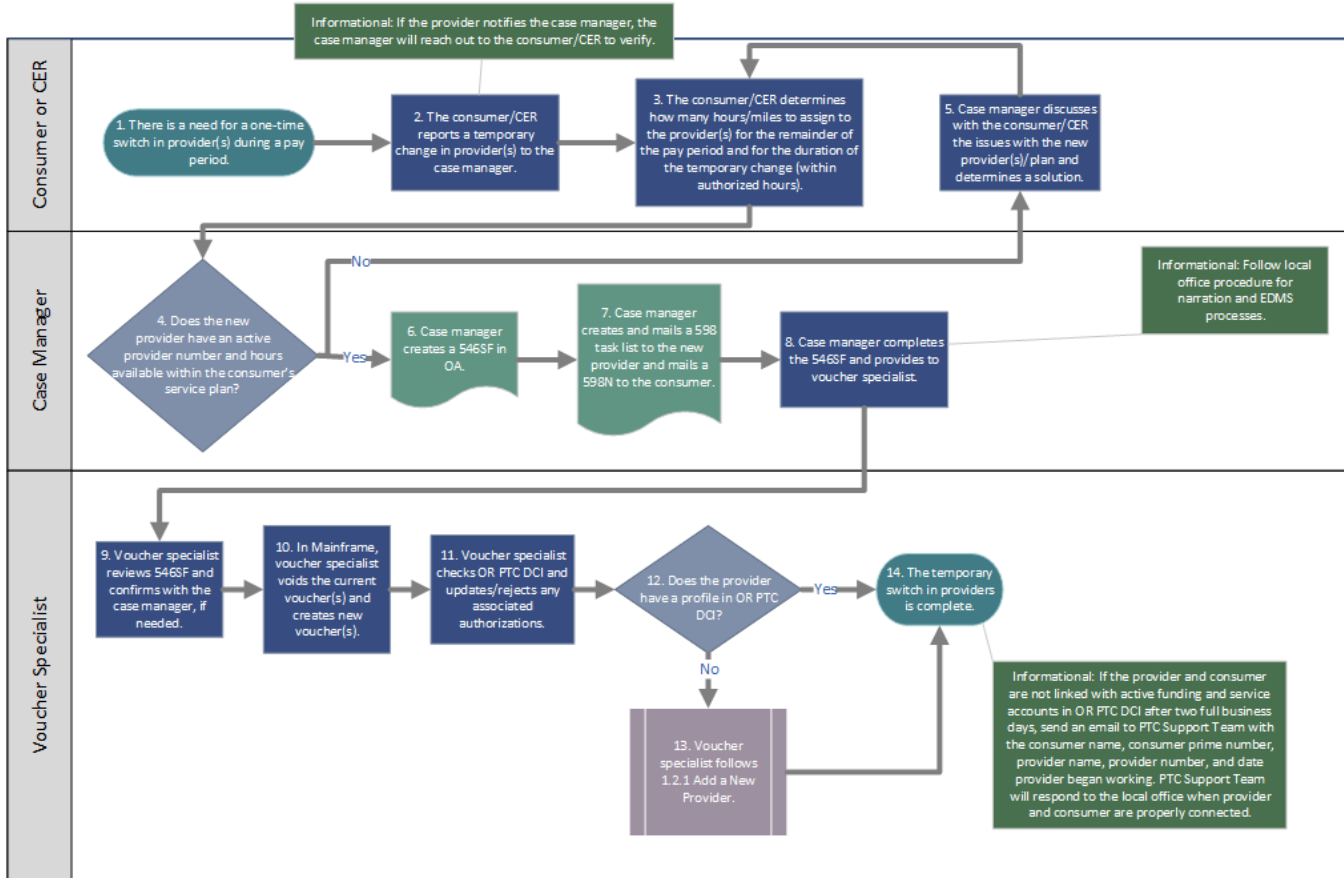 Informational: If the provider notifies the case manager, the
case manager will reach out to the consumer/CER to verify.
Consumer or CER
1. There is a need for a one-time
switch in provider(s) during a pay
period.
2. The consumer/CER
reports a temporary
change in provider(s) to the
case manager.
3. The consumer/CER determines
how many hours/miles to assign to
the provider(s) for the remainder of
the pay period and for the duration of
the temporary change (within
authorized hours).
5. Case manager discusses
with the consumer/CER
the issues with the new
provider(s)/plan and
determines a solution.
Case Manager
4. Does the new
provider have an active
provider number and hours
available within the consumer's
service plan?
No
Yes
6. Case manager
creates a 546SF in
OA.
7. Case manager
creates and mails a 598
task list to the new
provider and mails a
598N to the consumer.
8. Case manager completes
the 546SF and provides to
voucher specialist.
Informational: Follow local
office procedure for
narration and EDMS
processes.
Voucher Specialist
9. Voucher specialist
reviews 546SF and
confirms with the
case manager, if
needed.
10. In Mainframe,
voucher specialist
voids the current
voucher(s) and
creates new
voucher(s).
11. Voucher specialist
checks OR PTC DCI and
updates/rejects any
associated
authorizations.
12. Does the provider
have a profile in OR PTC
DCI?
Yes
No
14. The temporary
switch in providers
is complete.
13. Voucher
specialist follows
1.2.1 Add a New
Provider.
Informational: If the provider and consumer
are not linked with active funding and service
accounts in OR PTC DCI after two full business
days, send an email to PTC Support Team with
the consumer name, consumer prime number,
provider name, provider number, and date
provider began working. PTC Support Team
will respond to the local office when provider
and consumer are properly connected.